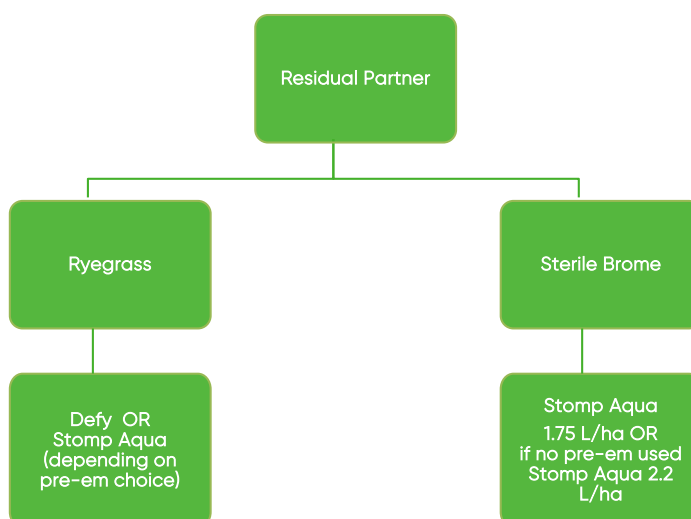 Residual Partner
Ryegrass
Sterile Brome
Defy OR
Stomp Aqua
(depending on
pre-em choice)
Stomp Aqua
1.75 L/ha OR
if no pre-em used
Stomp Aqua 2.2
L/ha